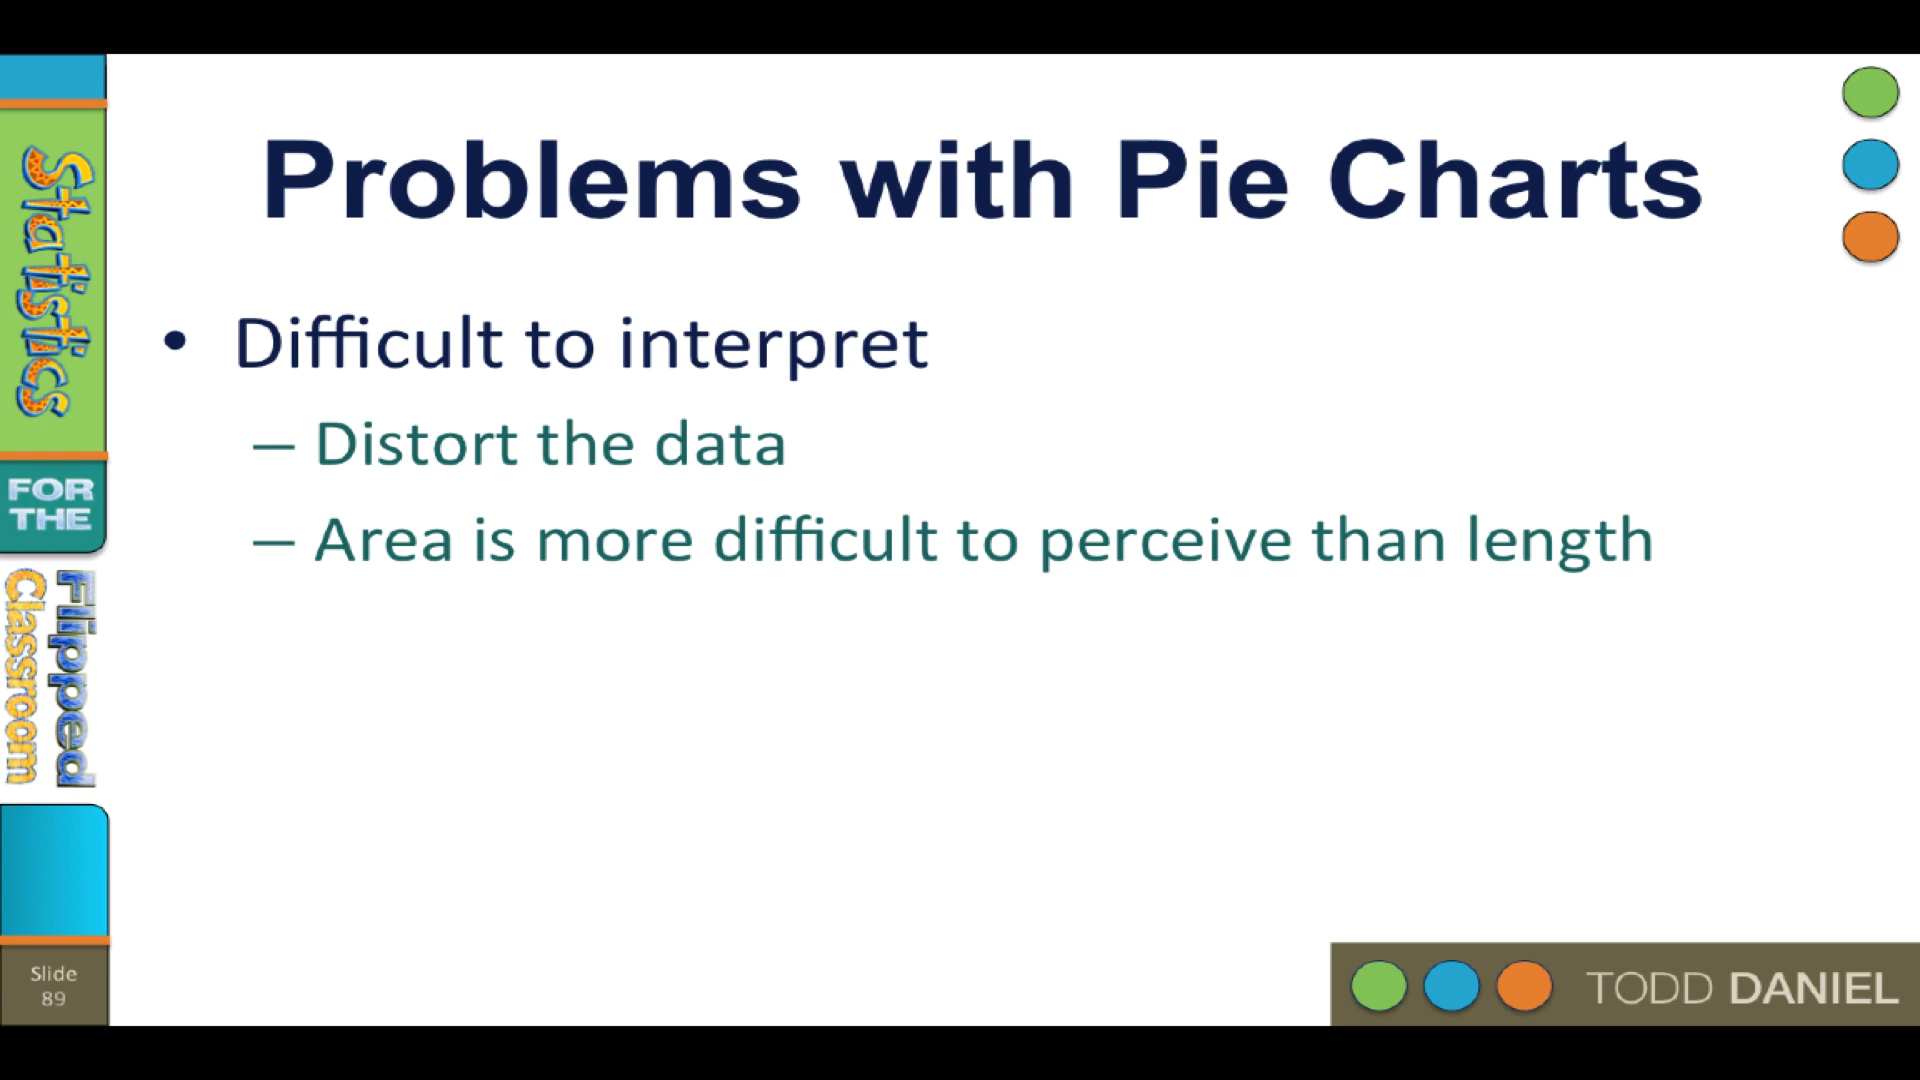 Problems with Pie Charts
• Difficult to interpret
– Distort the data
– Area is more difficult to perceive than length
Statistics
FOR
THE
Flipped
Classroom
Slide
89
TODD DANIEL